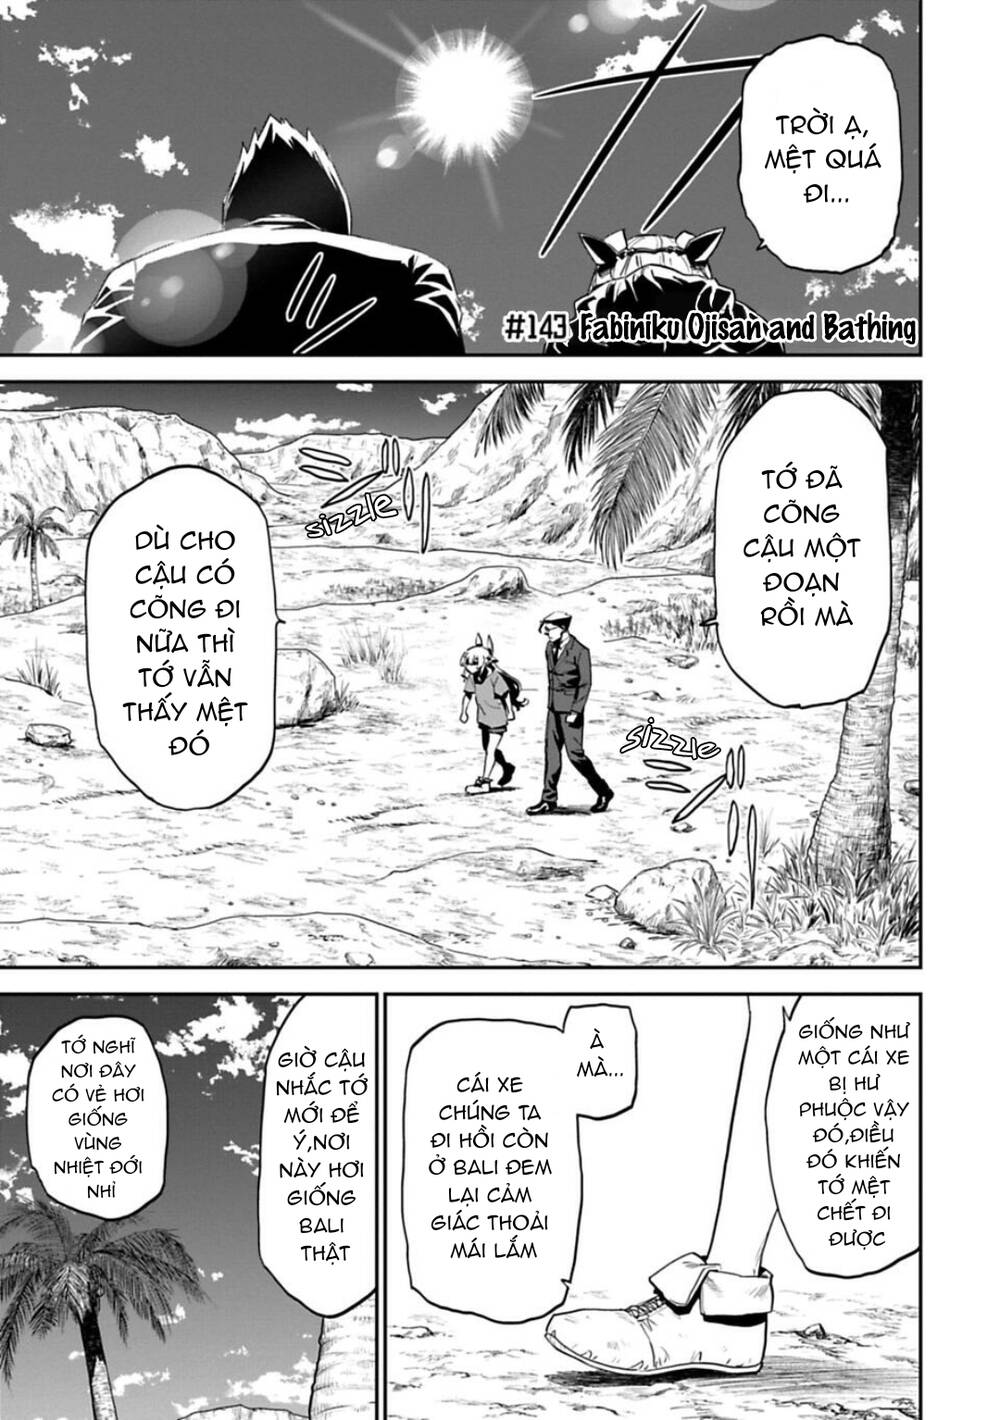 TRỜI Ạ,
MỆT QUÁ
ĐI...
#143 Fabiniku Ojisan and Bathing
TỚ ĐÃ
CÕNG
CẬU MỘT
ĐOẠN
RỒI MÀ
sizzle
DÙ CHO
CẬU CÓ
CÕNG ĐI
NỮA THÌ
TỚ VẪN
THẤY MỆT
ĐÓ
sizzle
GIỐNG NHƯ
MỘT CÁI XE
BỊ HƯ
PHUỘC VẬY
ĐÓ,ĐIỀU
ĐÓ KHIẾN
TỚ MỆT
CHẾT ĐI
ĐƯỢC
À
MÀ...
CÁI XE
CHÚNG TA
ĐI HỒI CÒN
Ở BALI ĐEM
LẠI CẢM
GIÁC THOẢI
MÁI LẮM
GIỜ CẬU
NHẮC TỚ
MỚI ĐỂ
Ý,NƠI
NÀY HƠI
GIỐNG
BALI
THẬT
TỚ NGHĨ
NƠI ĐÂY
CÓ VẺ HƠI
GIỐNG
VÙNG
NHIỆT ĐỚI
NHỈ